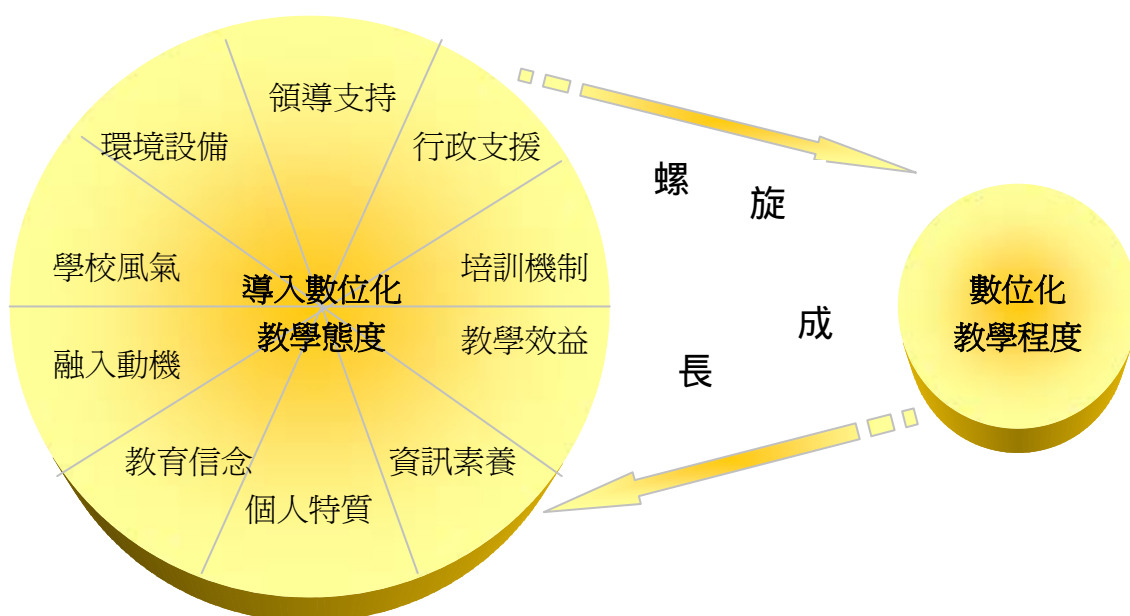 領導支持
環境設備
行政支援
學校風氣
培訓機制
導入數位化
教學態度
融入動機
教學效益
教育信念
資訊素養
個人特質
螺旋
成長
數位化
教學程度